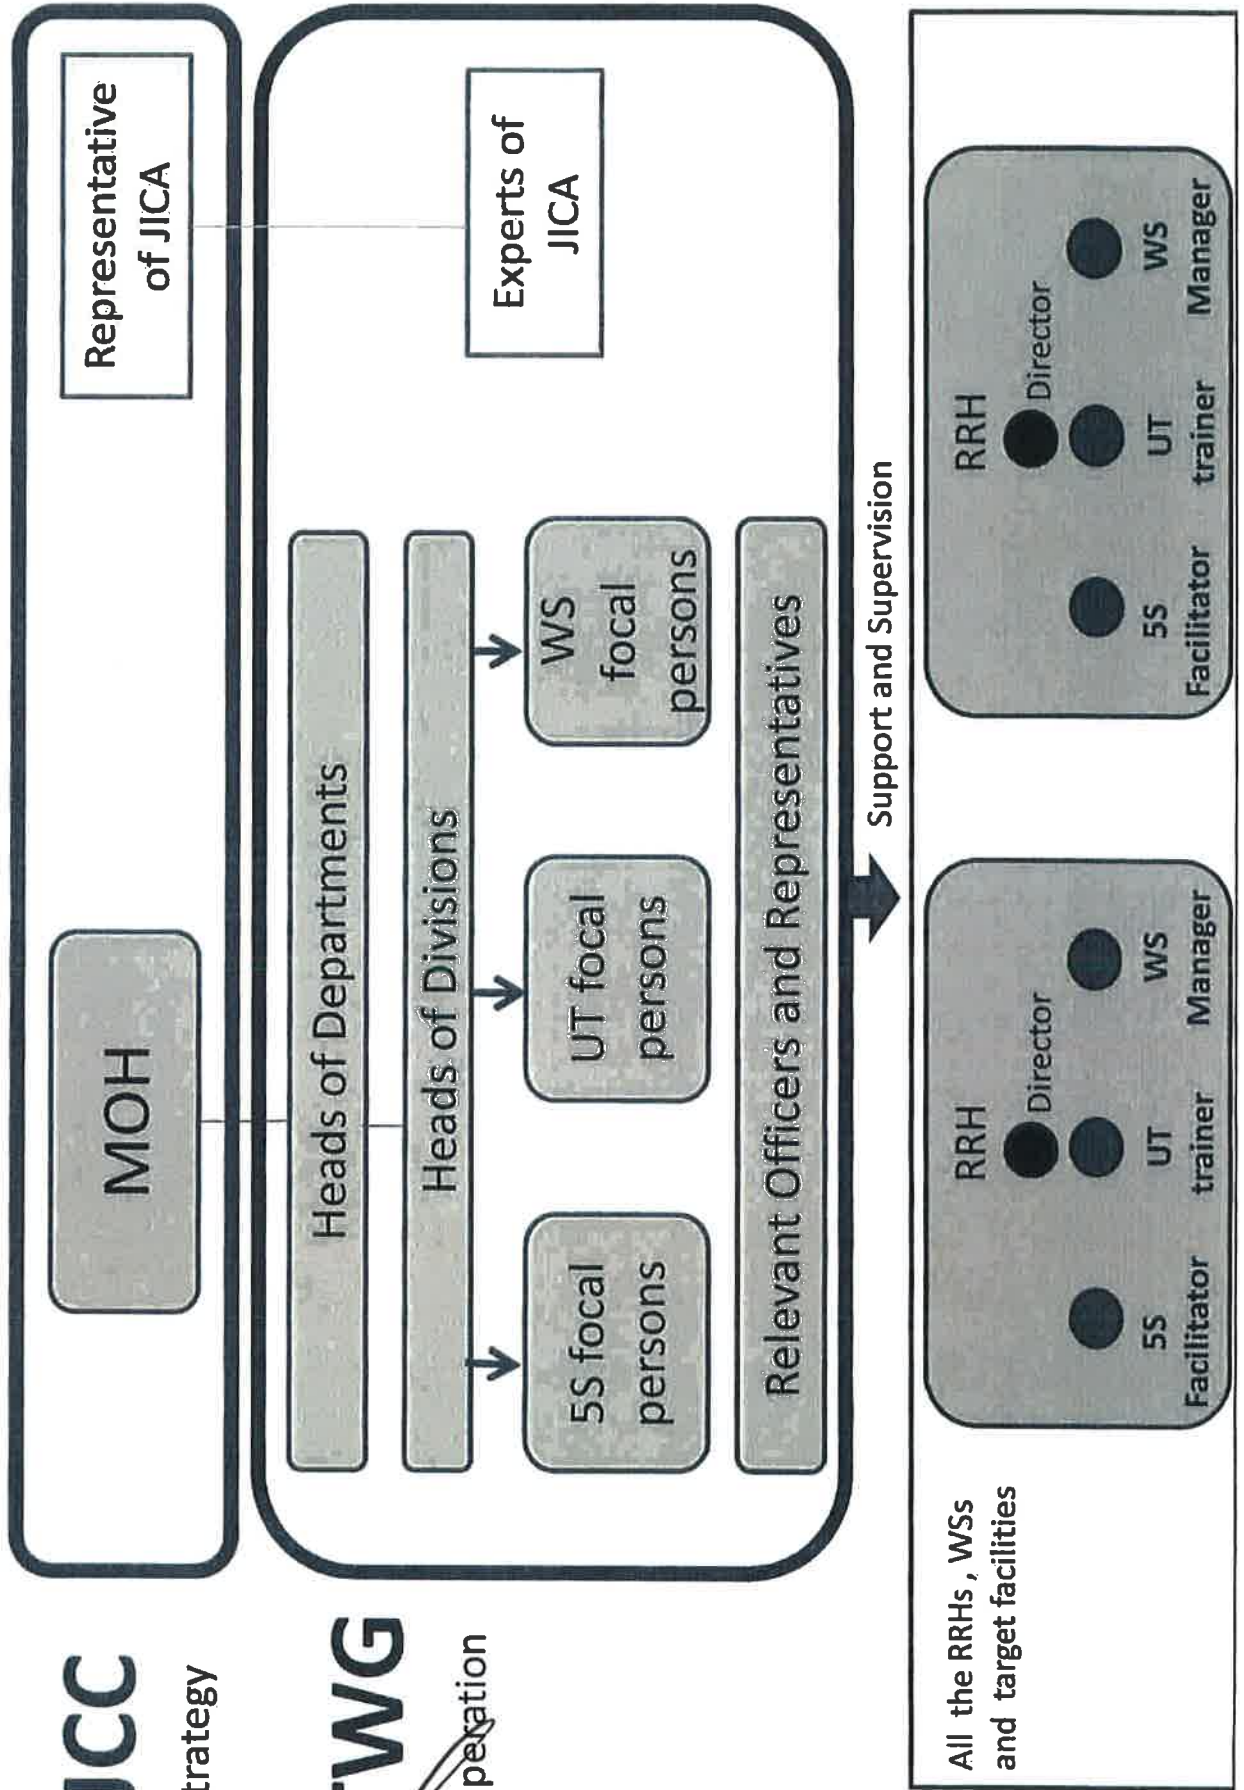 JCC
trategy
MOH
Representative
of JICA
TWG
peration
Heads of Departments
Heads of Divisions
5S focal
persons
UT focal
persons
WS
focal
persons
Experts of
JICA
Relevant Officers and Representatives
Support and Supervision
All the RRHs, WSs
and target facilities
RRH
Director
5S
Facilitator
UT
trainer
WS
Manager
RRH
Director
5S
Facilitator
UT
trainer
WS
Manager